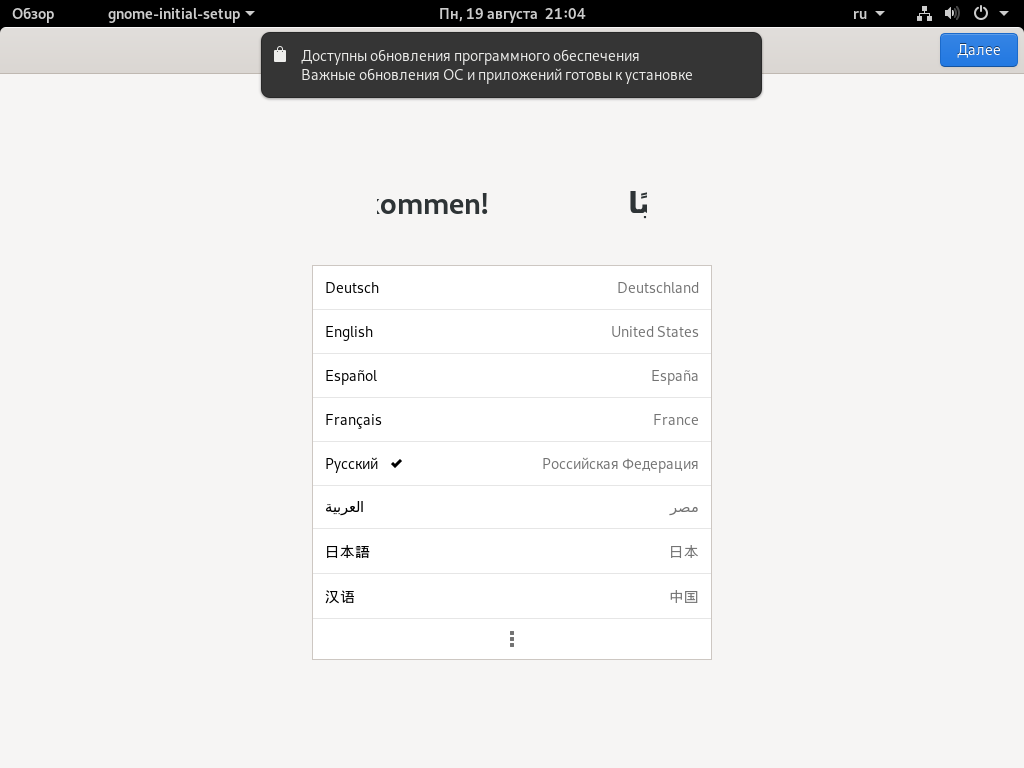 Обзор gnome-initial-setup Пн, 19 августа 21:04 ru
Доступны обновления программного обеспечения
Важные обновления ОС и приложений готовы к установке
Далее
kommen!
Deutsch Deutschland
English United States
Español España
Français France
Русский Российская Федерация
العربية مصر
日本語 日本
汉语 中国